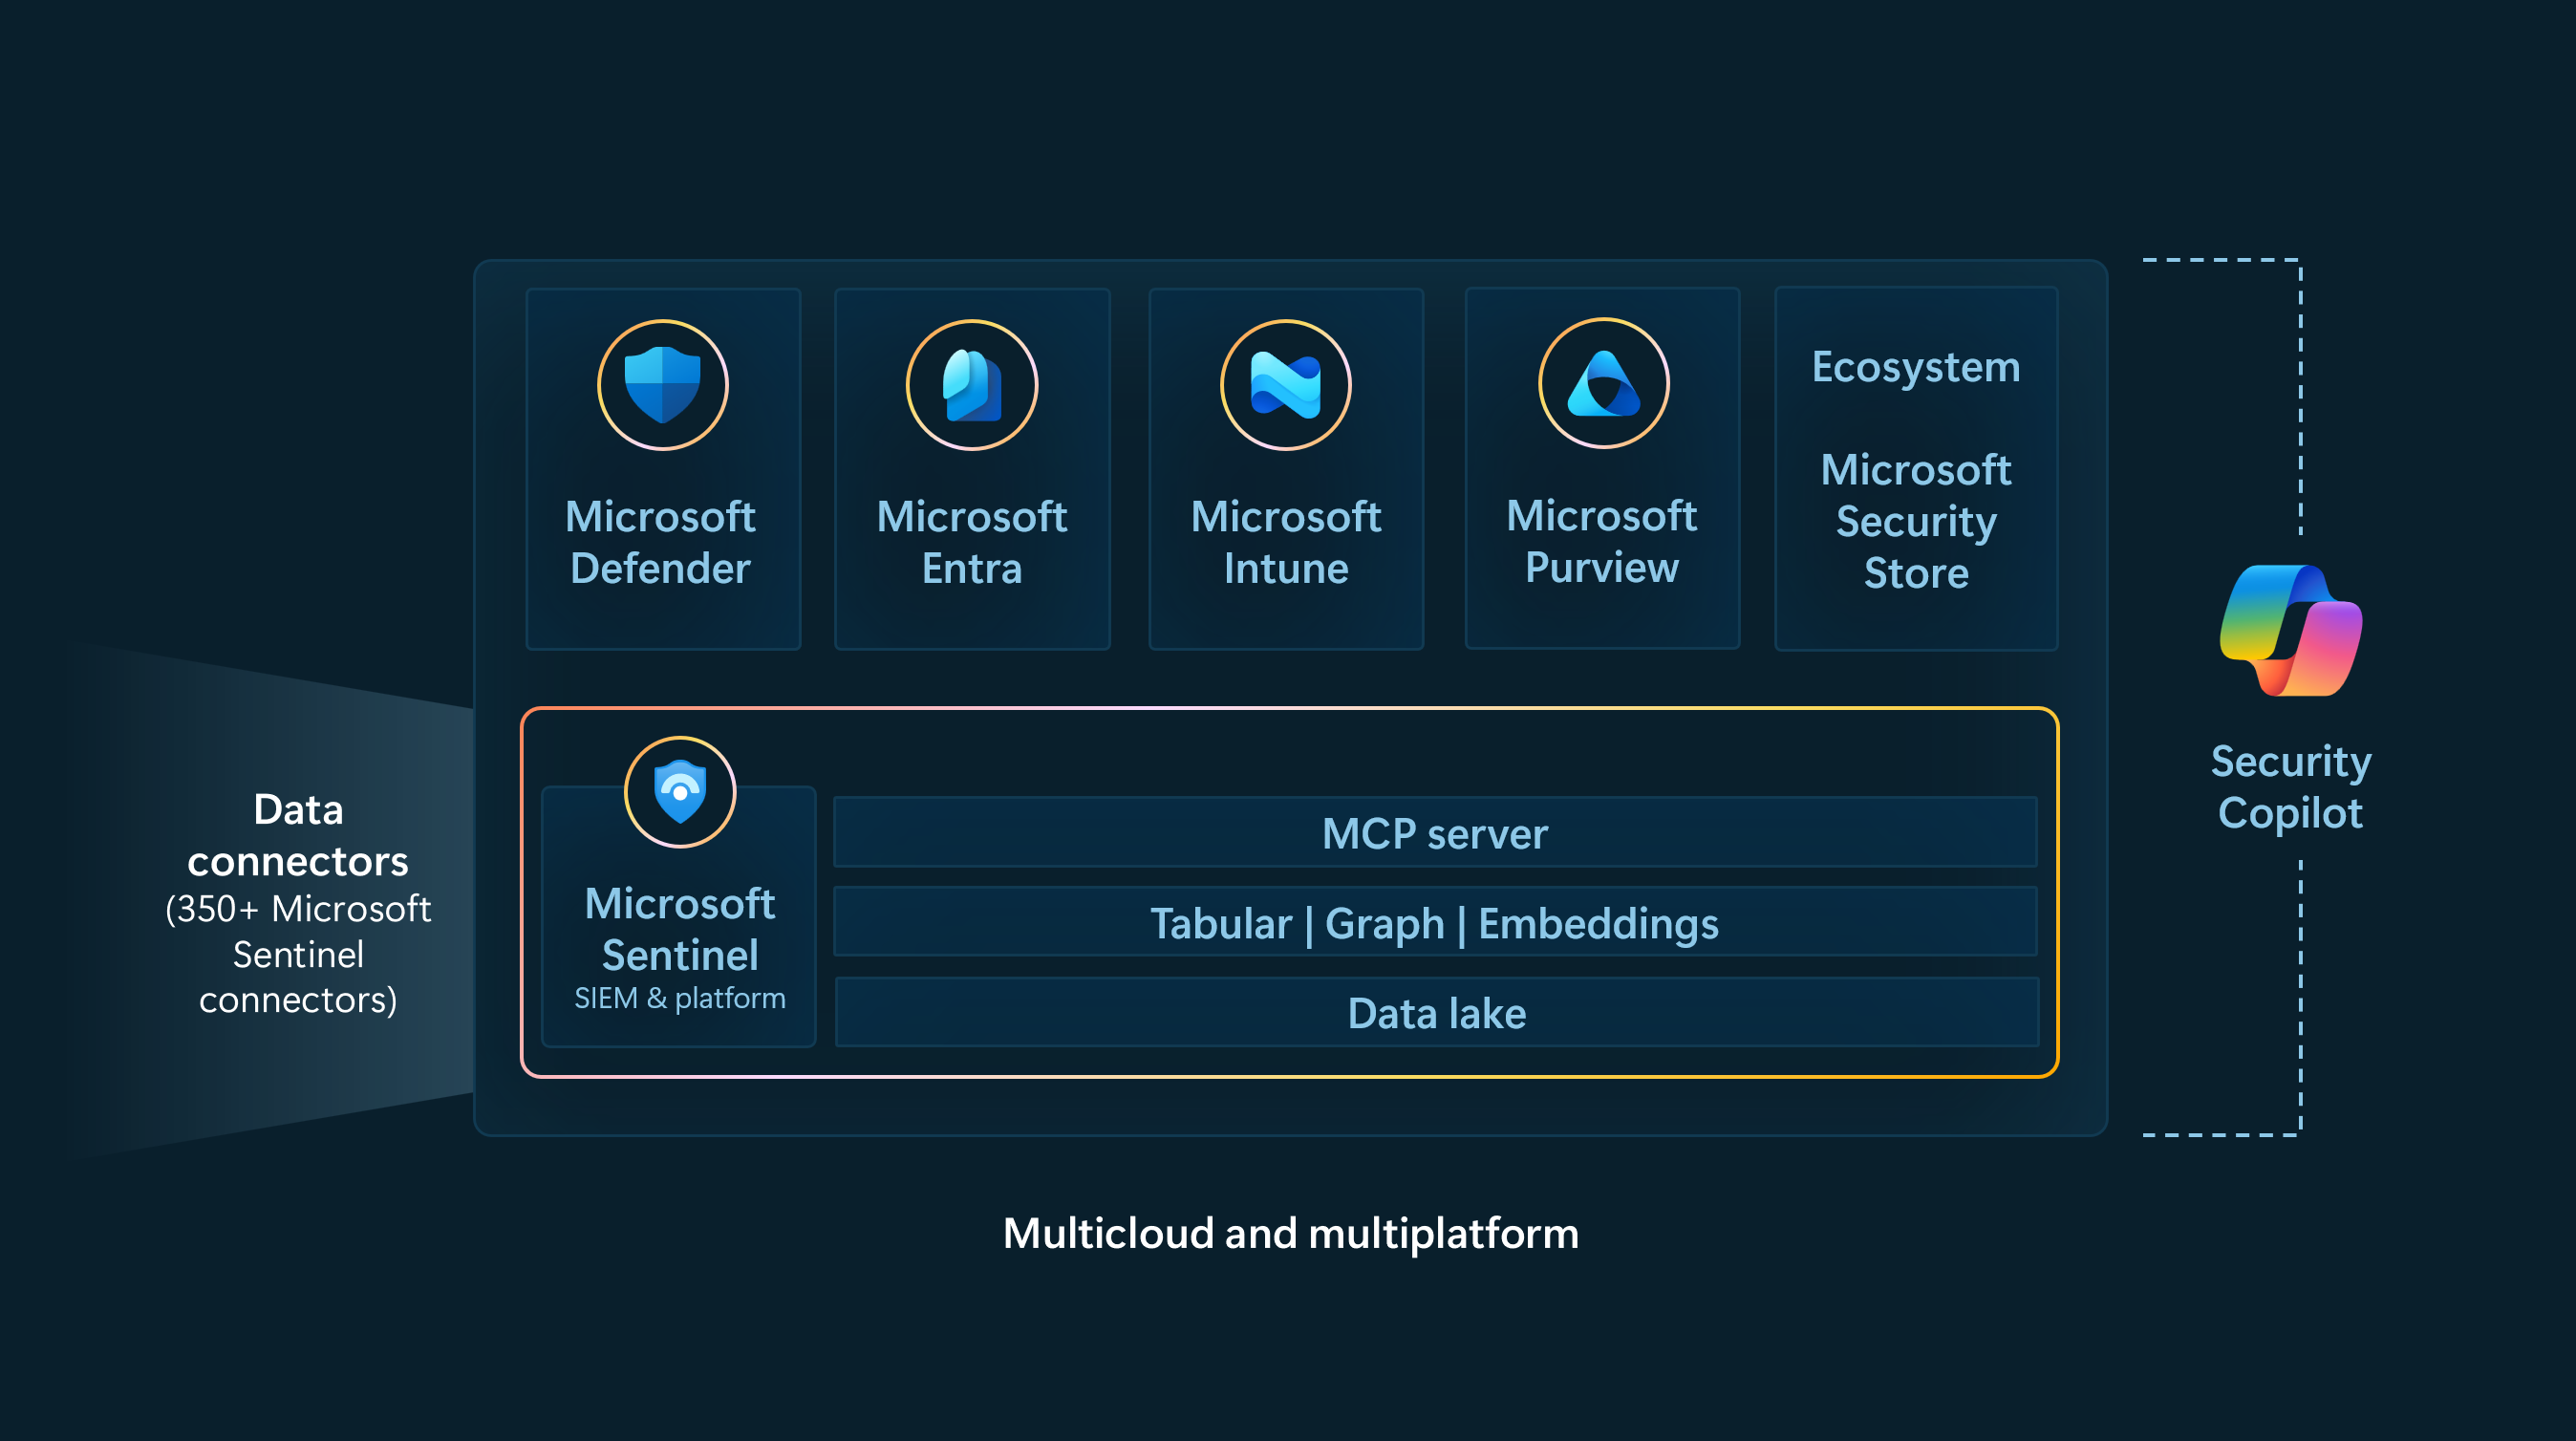 Microsoft
Defender
Microsoft
Entra
Microsoft
Intune
Microsoft
Purview
Ecosystem
Microsoft
Security
Store
Data
connectors
(350+ Microsoft
Sentinel
connectors)
Microsoft
Sentinel
SIEM & platform
MCP server
Tabular | Graph | Embeddings
Data lake
Security
Copilot
Multicloud and multiplatform